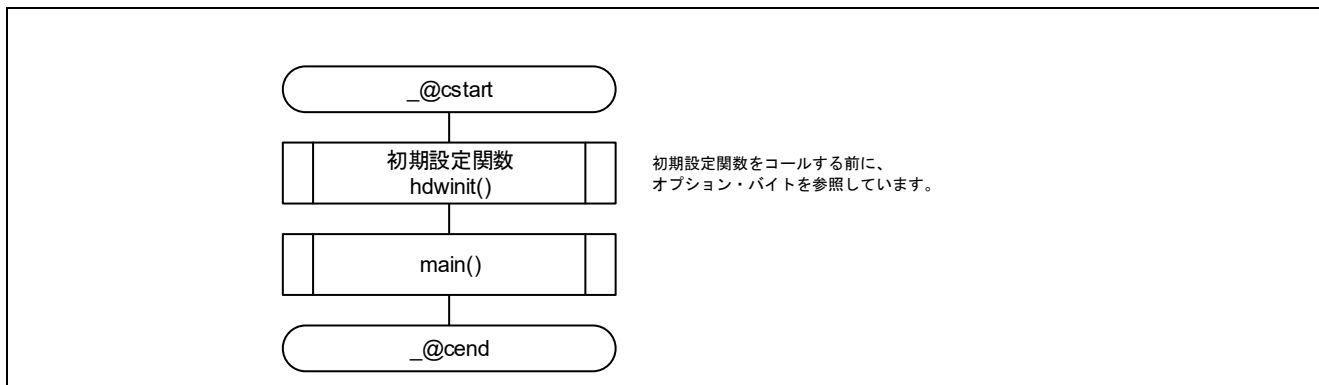 _@cstart
初期設定関数
hdwinit()
初期設定関数をコールする前に、
オプション・バイトを参照しています。
main()
_@cend